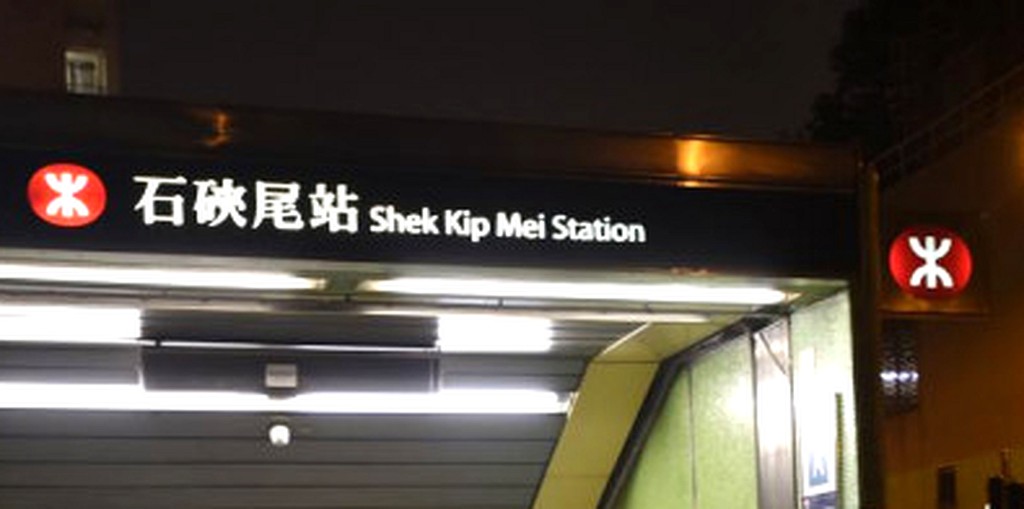 石硤尾站 Shek Kip Mei Station